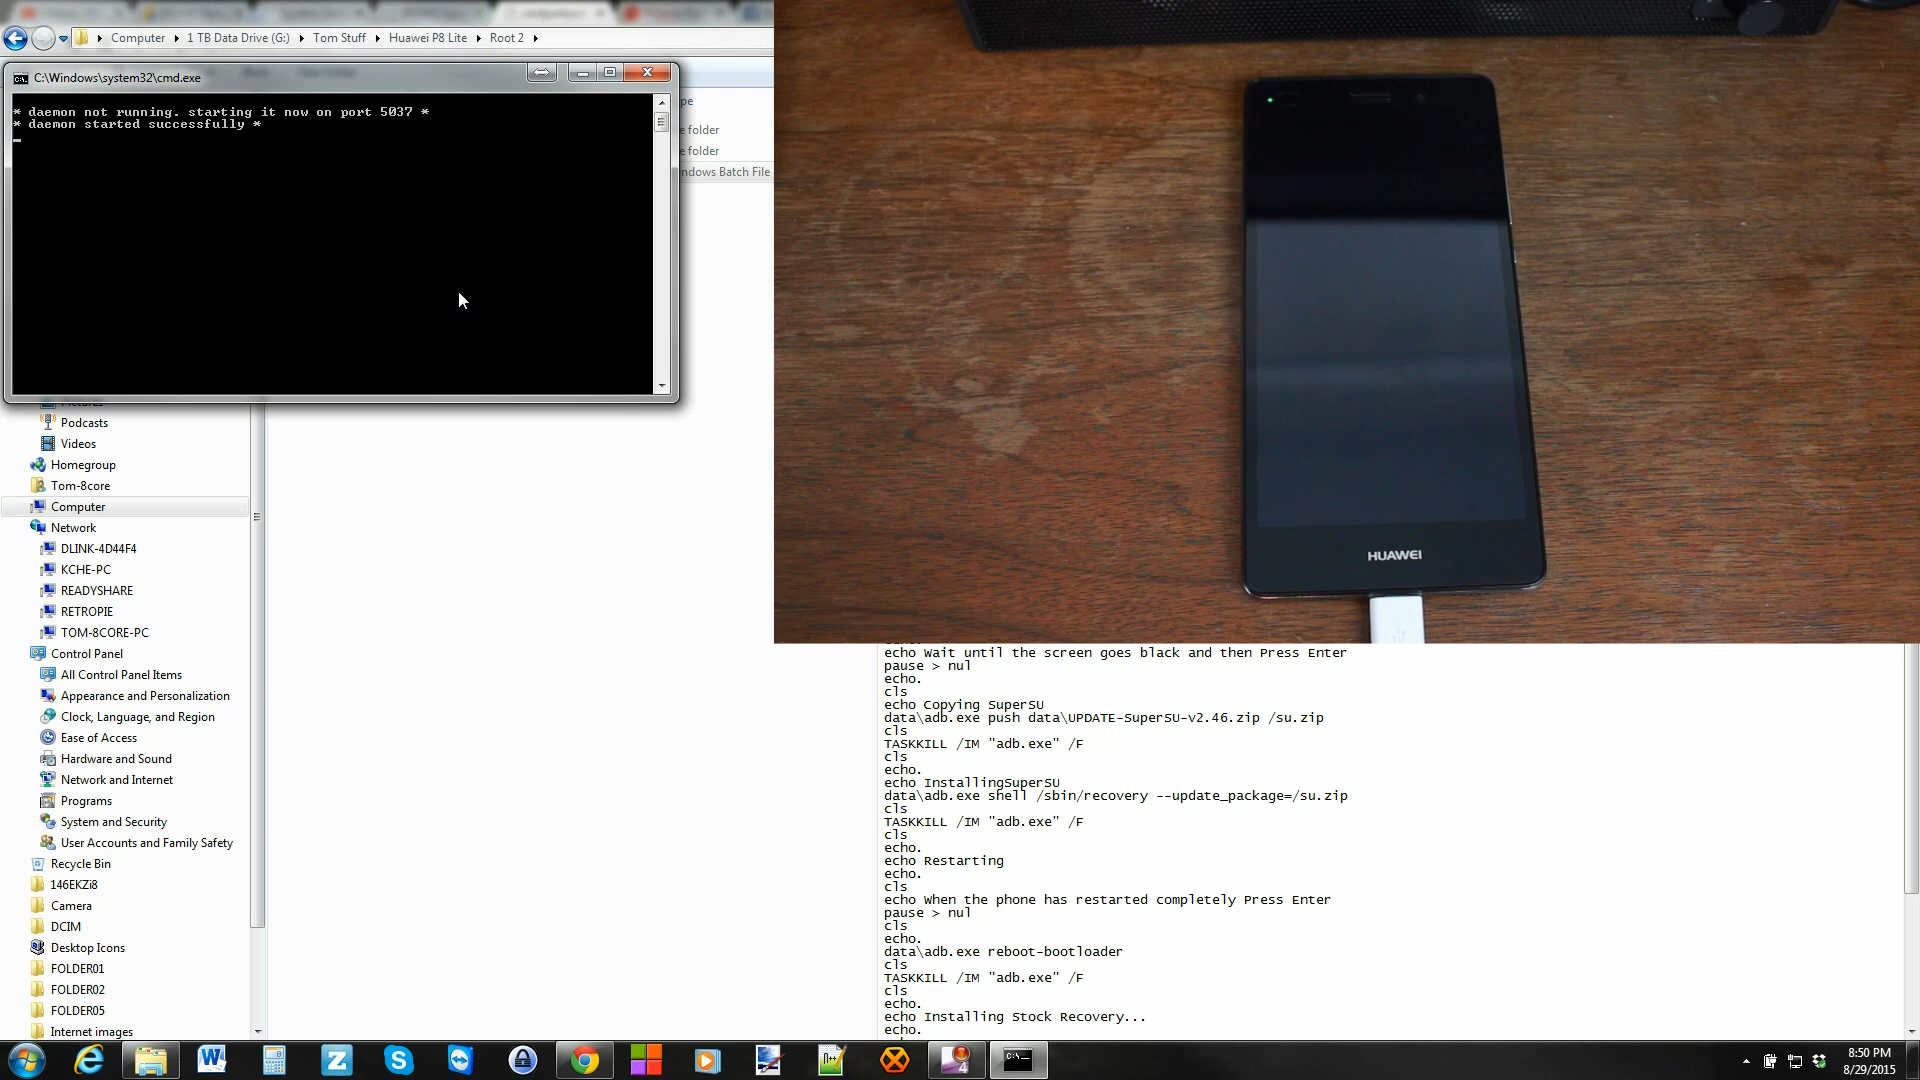 Computer ▸ 1 TB Data Drive (G:) ▸ Tom Stuff ▸ Huawei P8 Lite ▸ Root 2 ▸
C:\Windows\system32\cmd.exe
* daemon not running. starting it now on port 5037 *
* daemon started successfully *
pe
e folder
e folder
ndows Batch File
HUAWEI
Podcasts
Videos
Homegroup
Tom-8core
Computer
Network
DLINK-4D44F4
KCHE-PC
READYSHARE
RETROPIE
TOM-8CORE-PC
Control Panel
All Control Panel Items
Appearance and Personalization
Clock, Language, and Region
Ease of Access
Hardware and Sound
Network and Internet
Programs
System and Security
User Accounts and Family Safety
Recycle Bin
146EKZi8
Camera
DCIM
Desktop Icons
FOLDER01
FOLDER02
FOLDER05
Internet images
echo Wait until the screen goes black and then Press Enter
pause > nul
echo.
cls
echo Copying SuperSU
data\adb.exe push data\UPDATE-SuperSU-v2.46.zip /su.zip
cls
TASKKILL /IM "adb.exe" /F
cls
echo.
echo InstallingSuperSU
data\adb.exe shell /sbin/recovery --update_package=/su.zip
cls
TASKKILL /IM "adb.exe" /F
cls
echo.
echo Restarting
echo.
cls
echo When the phone has restarted completely Press Enter
pause > nul
cls
echo.
data\adb.exe reboot-bootloader
cls
TASKKILL /IM "adb.exe" /F
cls
echo.
echo Installing Stock Recovery...
echo.
8:50 PM
8/29/2015